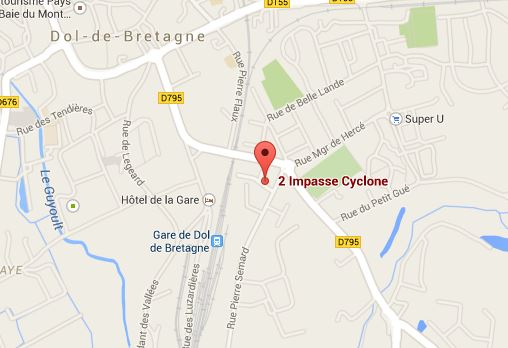 tourisme Pays
Baie du Mont...
D155
Dol-de-Bretagne
Rue Pierre Flaux
D676
D795
Rue de Belle Lande
Rue des Tendières
Super U
Rue de Legeard
Rue Mgr de Hercé
Le Guyoult
2 Impasse Cyclone
Hôtel de la Gare
Rue du Petit Gué
Gare de Dol
de Bretagne
D795
AYE
Rue Pierre Semard
dant des Vallées
Rue des Luzardières